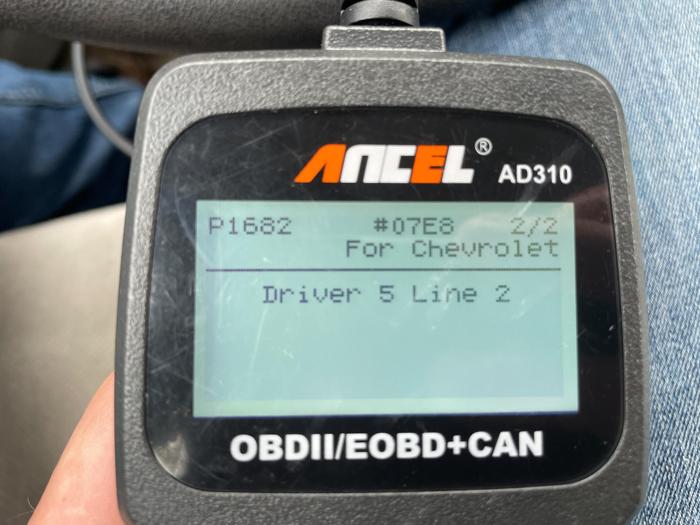 ANCEL® AD310
P1682 #07E8 2/2
For Chevrolet
Driver 5 Line 2
OBDII/EOBD+CAN